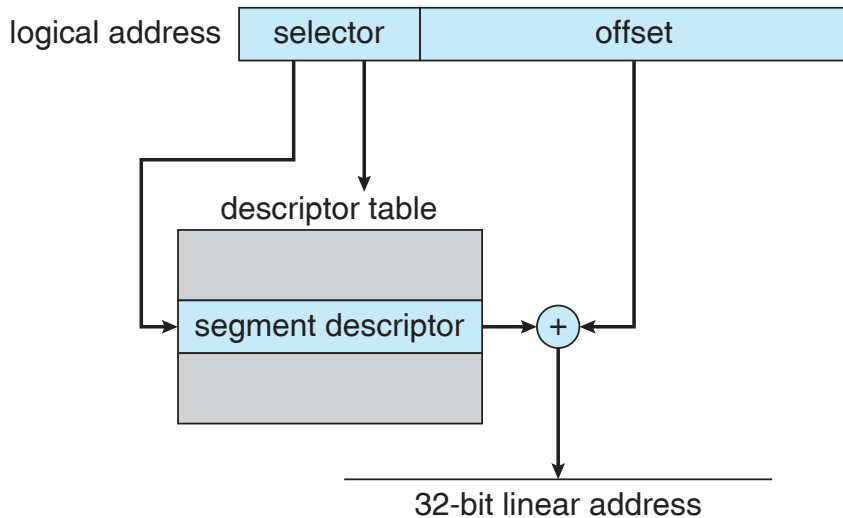 logical address selector offset
descriptor table
segment descriptor +
32-bit linear address